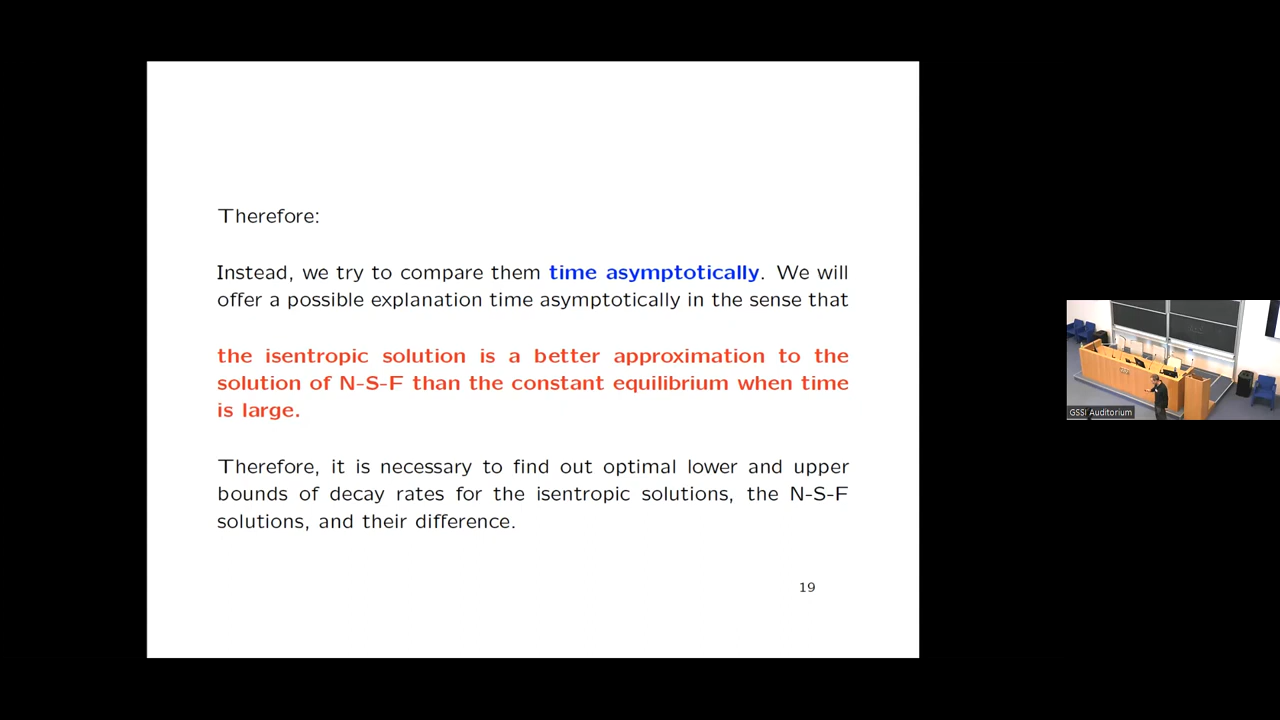 Therefore:
Instead, we try to compare them time asymptotically. We will
offer a possible explanation time asymptotically in the sense that
the isentropic solution is a better approximation to the
solution of N-S-F than the constant equilibrium when time
is large.
Therefore, it is necessary to find out optimal lower and upper
bounds of decay rates for the isentropic solutions, the N-S-F
solutions, and their difference.
19
GSSI Auditorium